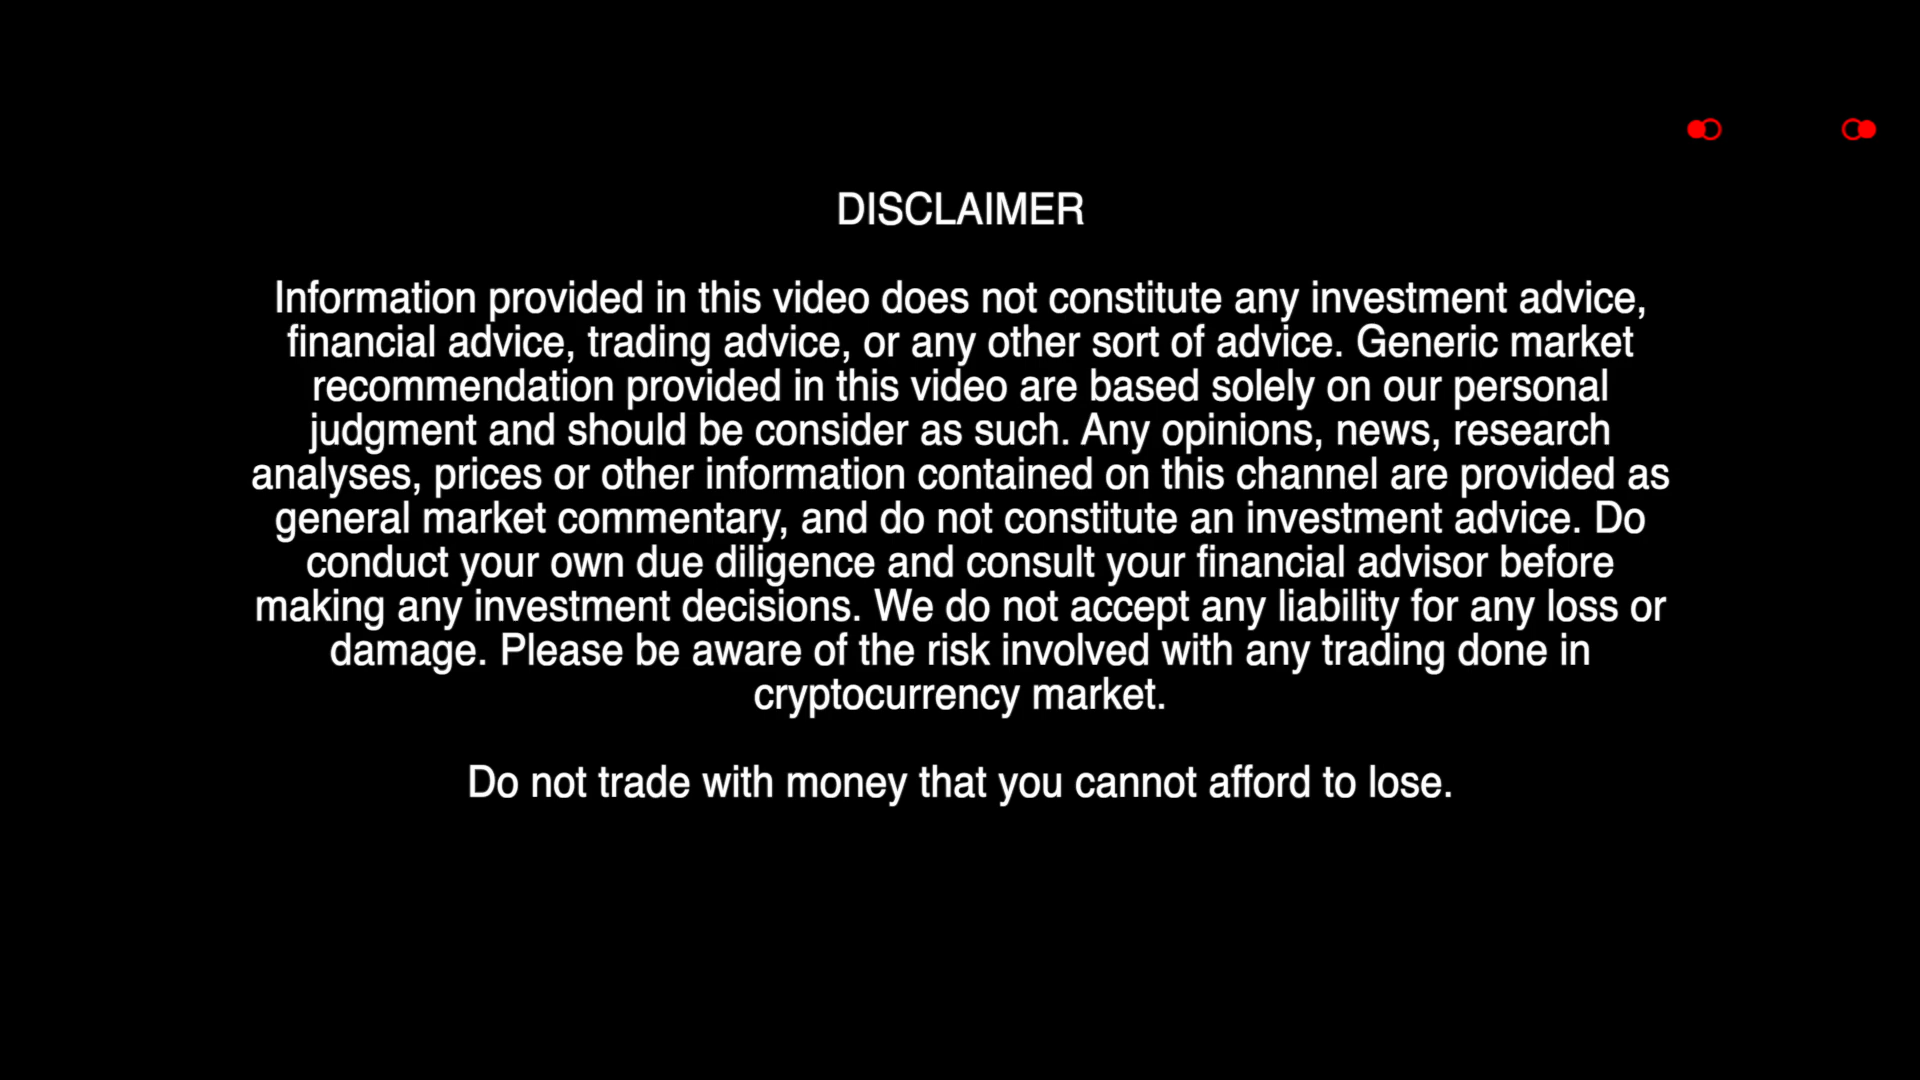 DISCLAIMER
Information provided in this video does not constitute any investment advice,
financial advice, trading advice, or any other sort of advice. Generic market
recommendation provided in this video are based solely on our personal
judgment and should be consider as such. Any opinions, news, research
analyses, prices or other information contained on this channel are provided as
general market commentary, and do not constitute an investment advice. Do
conduct your own due diligence and consult your financial advisor before
making any investment decisions. We do not accept any liability for any loss or
damage. Please be aware of the risk involved with any trading done in
cryptocurrency market.
Do not trade with money that you cannot afford to lose.